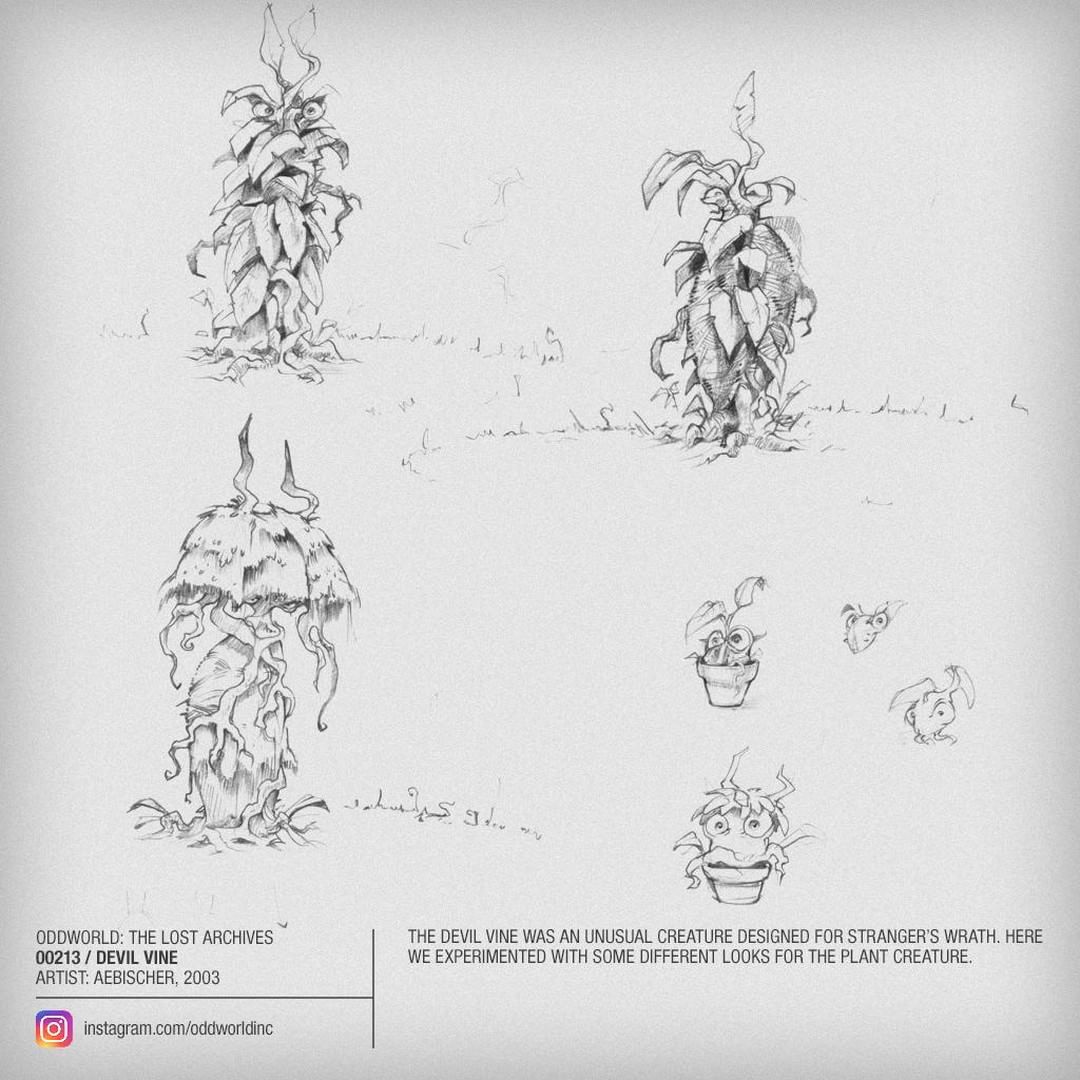 ODDWORLD: THE LOST ARCHIVES
00213 / DEVIL VINE
ARTIST: AEBISCHER, 2003
instagram.com/oddworldinc
THE DEVIL VINE WAS AN UNUSUAL CREATURE DESIGNED FOR STRANGER'S WRATH. HERE
WE EXPERIMENTED WITH SOME DIFFERENT LOOKS FOR THE PLANT CREATURE.